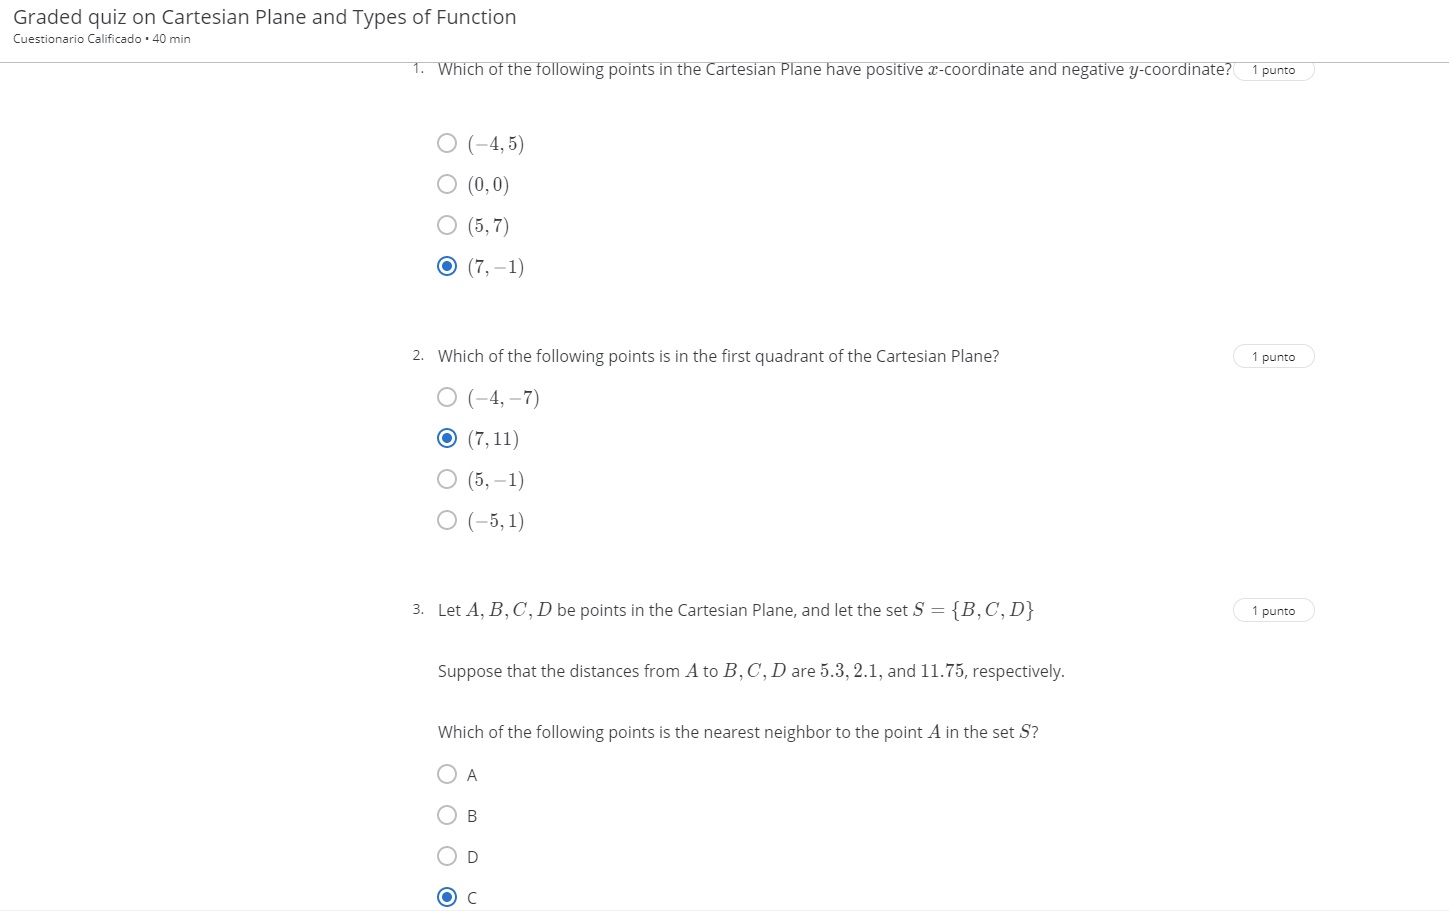 Graded quiz on Cartesian Plane and Types of Function
Cuestionario Calificado • 40 min
1. Which of the following points in the Cartesian Plane have positive x-coordinate and negative y-coordinate? 1 punto
(−4, 5)
(0, 0)
(5, 7)
(7, −1)
2. Which of the following points is in the first quadrant of the Cartesian Plane? 1 punto
(−4, −7)
(7, 11)
(5, −1)
(−5, 1)
3. Let A, B, C, D be points in the Cartesian Plane, and let the set S = {B, C, D} 1 punto
Suppose that the distances from A to B, C, D are 5.3, 2.1, and 11.75, respectively.
Which of the following points is the nearest neighbor to the point A in the set S?
A
B
D
C